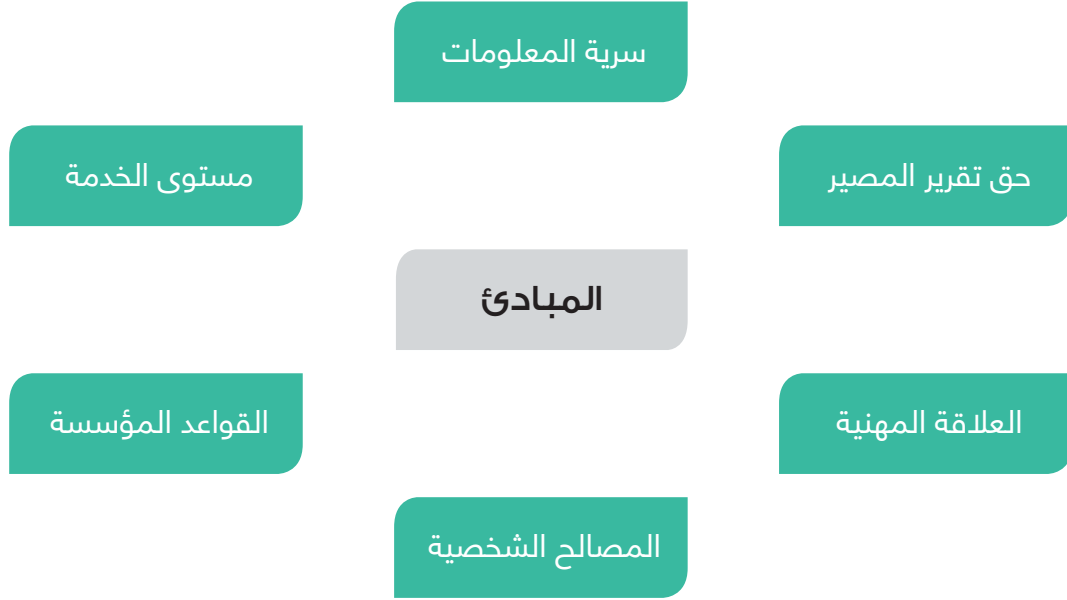 سرية المعلومات
حق تقرير المصير
مستوى الخدمة
المبادئ
العلاقة المهنية
القواعد المؤسسة
المصالح الشخصية